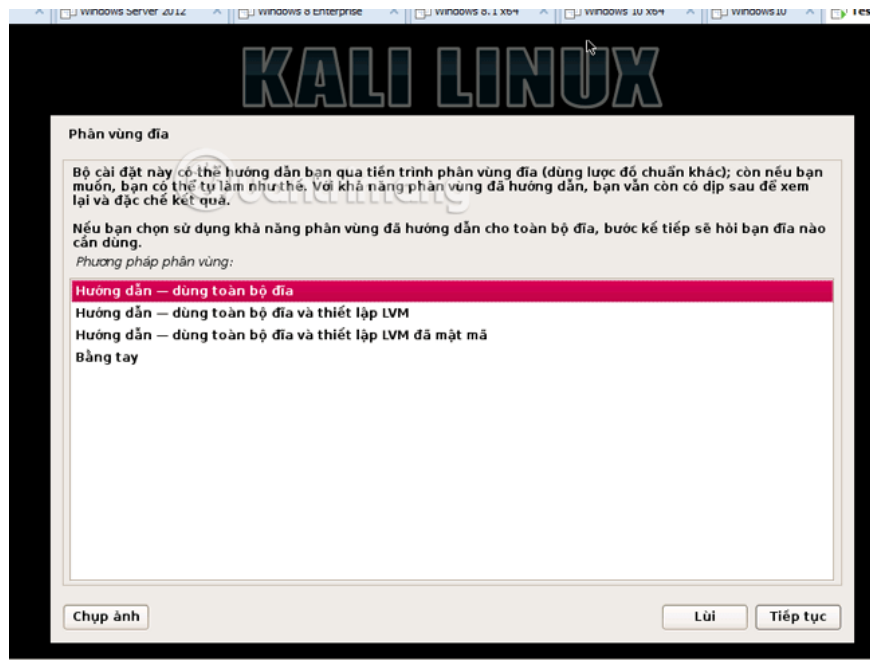 Windows Server 2012
Windows 8 Enterprise
Windows 8.1 x64
Windows 10 x64
Windows10
Tes
KALI LINUX
Phân vùng đĩa
Bộ cài đặt này có thể hướng dẫn bạn qua tiến trình phân vùng đĩa (dùng lược đồ chuẩn khác); còn nếu bạn
muốn, bạn có thể tự làm như thế. Với khả năng phân vùng đã hướng dẫn, bạn vẫn còn có dịp sau để xem
lại và đặc chế kết quả.
Quantrimang
Nếu bạn chọn sử dụng khả năng phân vùng đã hướng dẫn cho toàn bộ đĩa, bước kế tiếp sẽ hỏi bạn đĩa nào
cần dùng.
Phương pháp phân vùng:
Hướng dẫn — dùng toàn bộ đĩa
Hướng dẫn — dùng toàn bộ đĩa và thiết lập LVM
Hướng dẫn — dùng toàn bộ đĩa và thiết lập LVM đã mật mã
Bằng tay
Chụp ảnh
Lùi
Tiếp tục